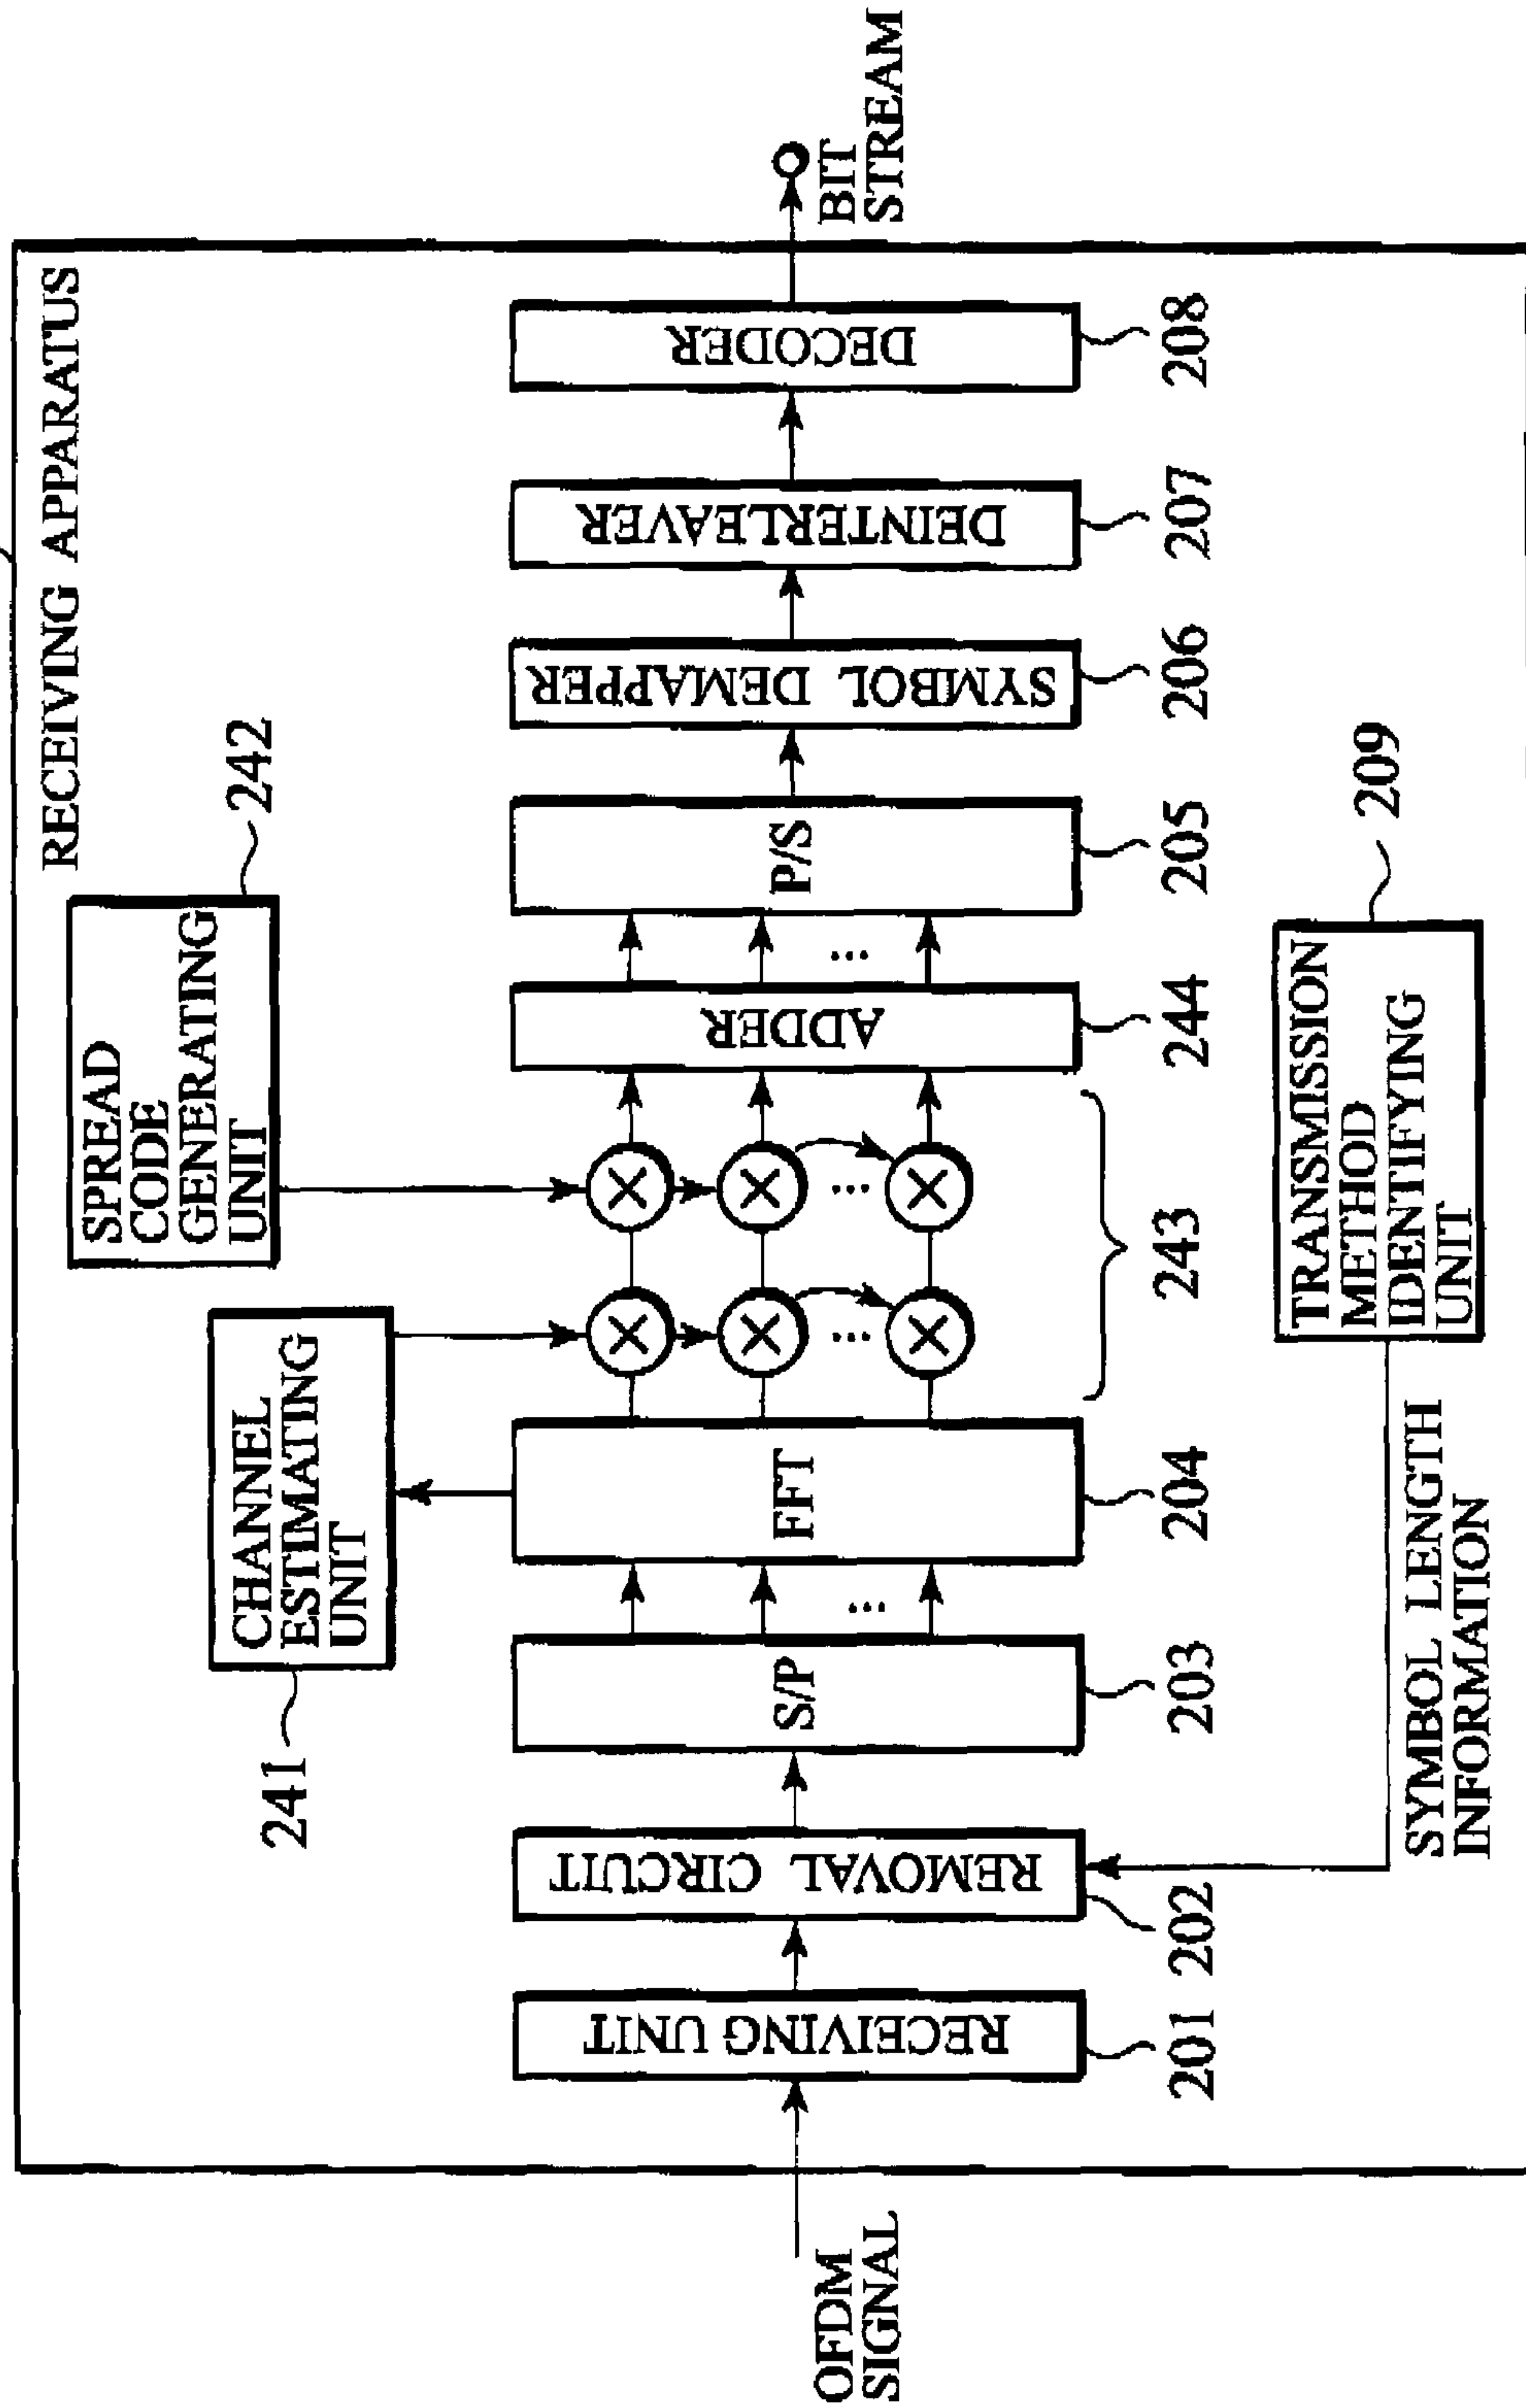 RECEIVING APPARATUS
SPREAD
CODE
GENERATING
UNIT
242
CHANNEL
ESTIMATING
UNIT
241
OFDM
SIGNAL
RECEIVING UNIT
REMOVAL CIRCUIT
S/P
FFT
...
...
...
...
ADDER
P/S
SYMBOL DEMAPPER
DEINTERLEAVER
DECODER
BIT
STREAM
201
202
203
204
243
244
205
206
207
208
TRANSMISSION
METHOD
IDENTIFYING
UNIT
209
SYMBOL LENGTH
INFORMATION